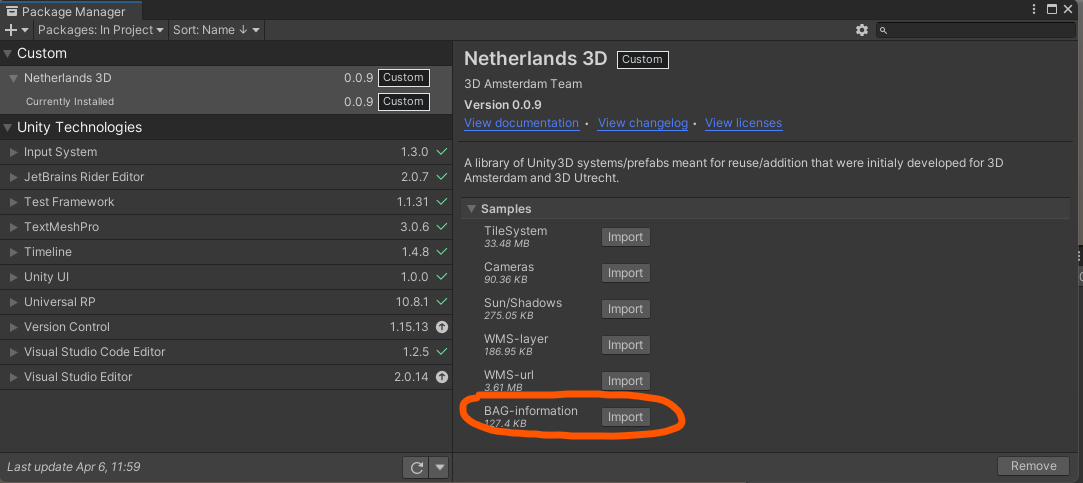 Package Manager
Packages: In Project
Sort: Name ↓
Custom
Netherlands 3D 0.0.9 Custom
Currently Installed 0.0.9 Custom
Unity Technologies
Input System 1.3.0
JetBrains Rider Editor 2.0.7
Test Framework 1.1.31
TextMeshPro 3.0.6
Timeline 1.4.8
Unity UI 1.0.0
Universal RP 10.8.1
Version Control 1.15.13
Visual Studio Code Editor 1.2.5
Visual Studio Editor 2.0.14
Last update Apr 6, 11:59
Netherlands 3D Custom
3D Amsterdam Team
Version 0.0.9
View documentation • View changelog • View licenses
A library of Unity3D systems/prefabs meant for reuse/addition that were initialy developed for 3D
Amsterdam and 3D Utrecht.
Samples
TileSystem Import
33.48 MB
Cameras Import
90.36 KB
Sun/Shadows Import
275.05 KB
WMS-layer Import
186.95 KB
WMS-url Import
3.61 MB
BAG-information Import
127.4 KB
Remove